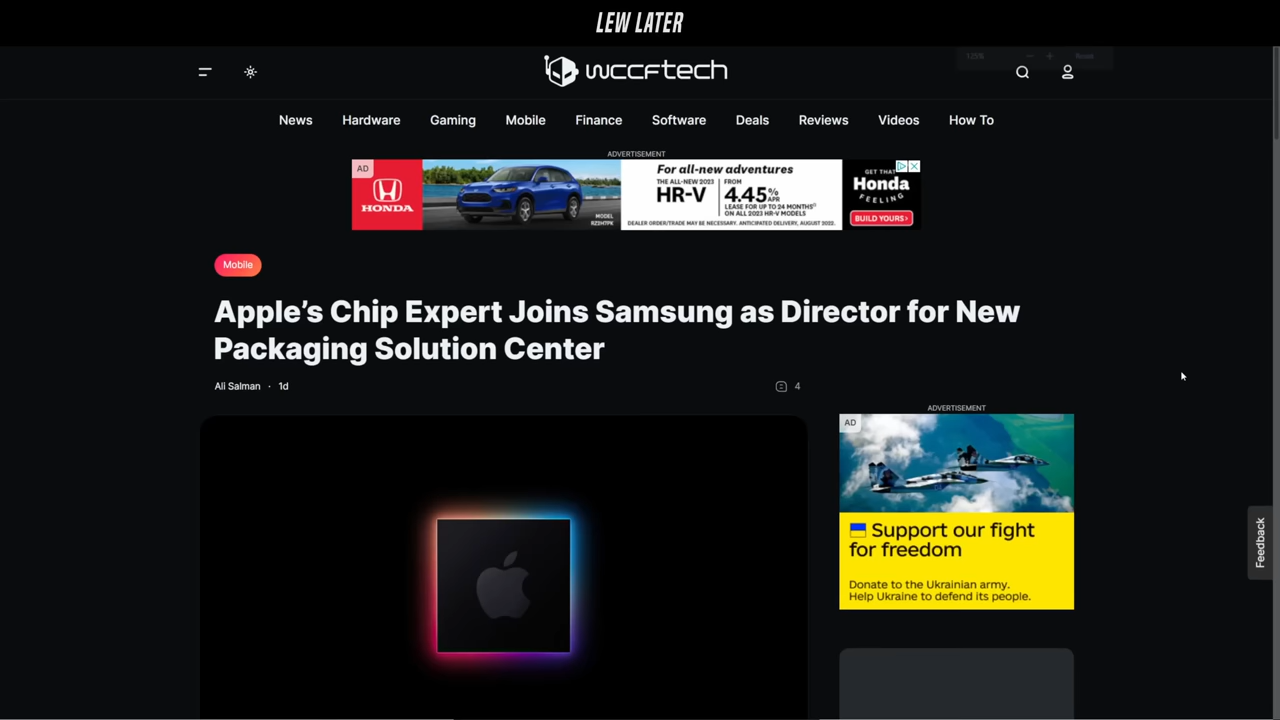 LEW LATER
125%
Reset
wccftech
News Hardware Gaming Mobile Finance Software Deals Reviews Videos How To
ADVERTISEMENT
AD
HONDA
MODEL
RZ2H7PK
For all-new adventures
THE ALL-NEW 2023
HR-V
FROM
4.45%
APR
LEASE FOR UP TO 24 MONTHS
ON ALL 2023 HR-V MODELS
DEALER ORDER/TRADE MAY BE NECESSARY. ANTICIPATED DELIVERY, AUGUST 2022.
GET THAT
Honda
FEELING
BUILD YOURS>
Mobile
Apple's Chip Expert Joins Samsung as Director for New
Packaging Solution Center
Ali Salman · 1d
4
ADVERTISEMENT
AD
Support our fight
for freedom
Donate to the Ukrainian army.
Help Ukraine to defend its people.
Feedback